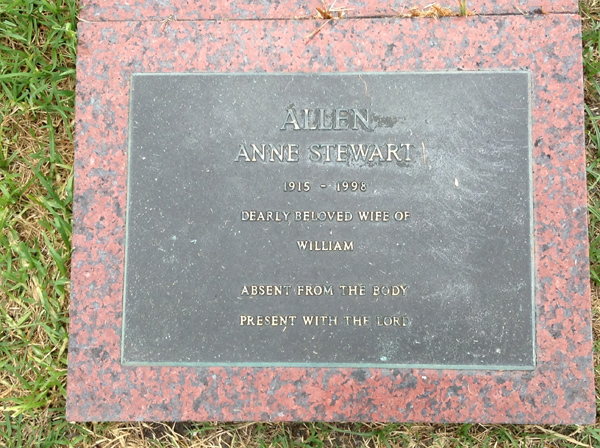 ALLEN
ANNE STEWART
1915 - 1998
DEARLY BELOVED WIFE OF
WILLIAM
ABSENT FROM THE BODY
PRESENT WITH THE LORD